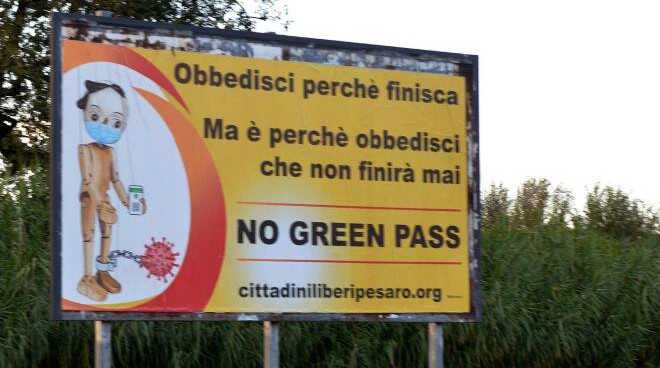 Obbedisci perchè finisca
Ma è perchè obbedisci
che non finirà mai
NO GREEN PASS
cittadiniliberipesaro.org